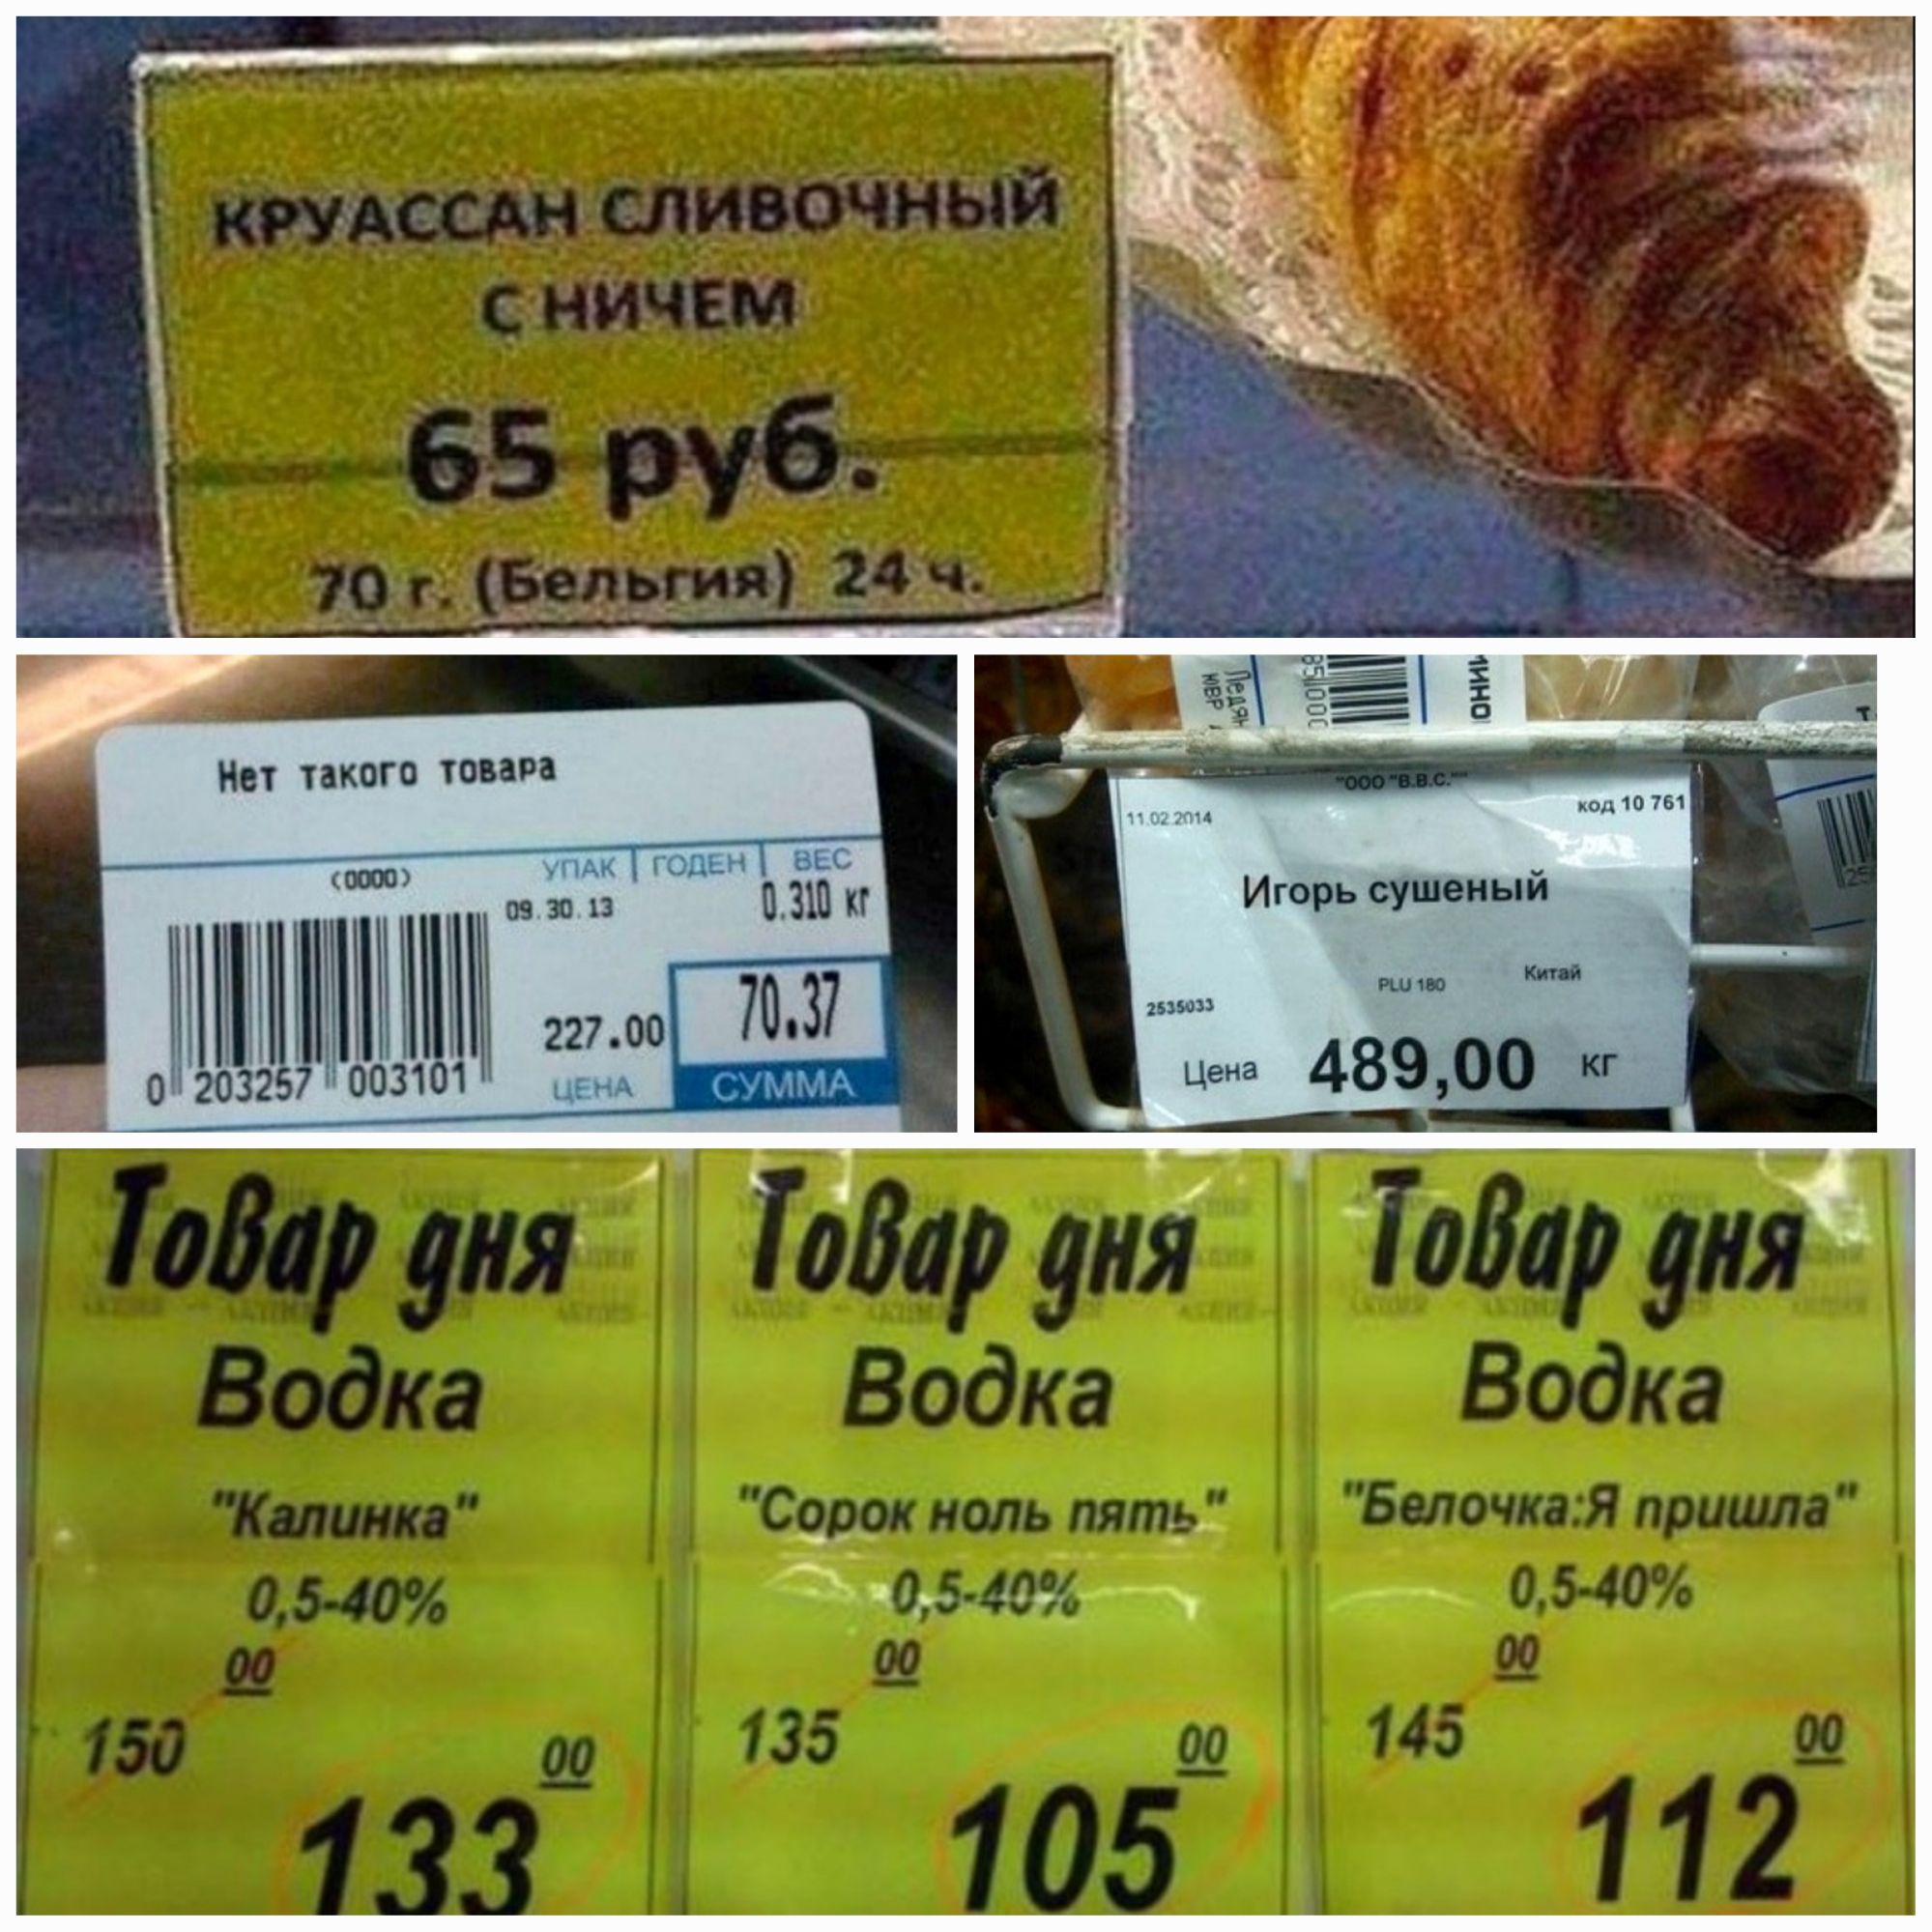 КРУАССАН СЛИВОЧНЫЙ
С НИЧЕМ
65 руб.
70 г. (Бельгия) 24 ч.
Нет такого товара
(0000)
УПАК ГОДЕН ВЕС
09.30.13 0.310 кг
227.00 70.37
ЦЕНА СУММА
0 203257 003101
"ООО "В.В.С.""
11.02.2014 код 10 761
Игорь сушеный
PLU 180 Китай
2535033
Цена 489,00 кг
Товар дня
Водка
"Калинка"
0,5-40%
150 00
133 00
Товар дня
Водка
"Сорок ноль пять"
0,5-40%
135 00
105 00
Товар дня
Водка
"Белочка:Я пришла"
0,5-40%
145 00
112 00